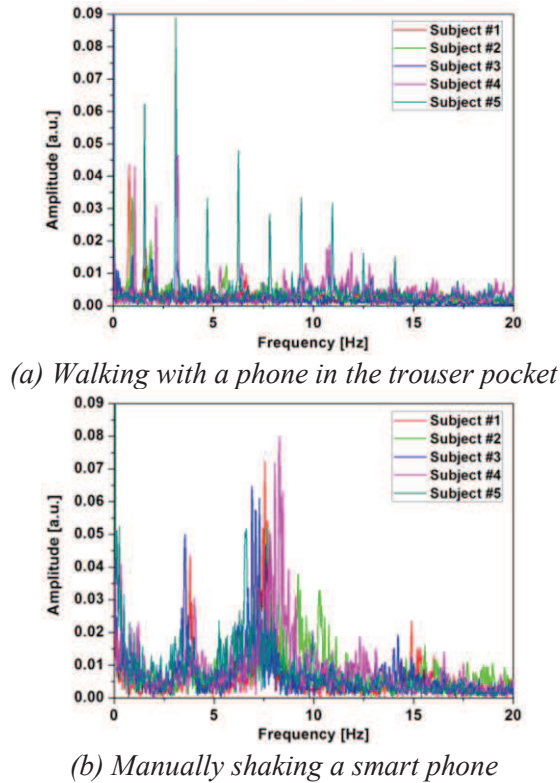 0.09
0.08
0.07
0.06
0.05
0.04
0.03
0.02
0.01
0.00
Amplitude [a.u.]
Subject #1
Subject #2
Subject #3
Subject #4
Subject #5
0 5 10 15 20
Frequency [Hz]
(a) Walking with a phone in the trouser pocket
0.09
0.08
0.07
0.06
0.05
0.04
0.03
0.02
0.01
0.00
Amplitude [a.u.]
Subject #1
Subject #2
Subject #3
Subject #4
Subject #5
0 5 10 15 20
Frequency [Hz]
(b) Manually shaking a smart phone